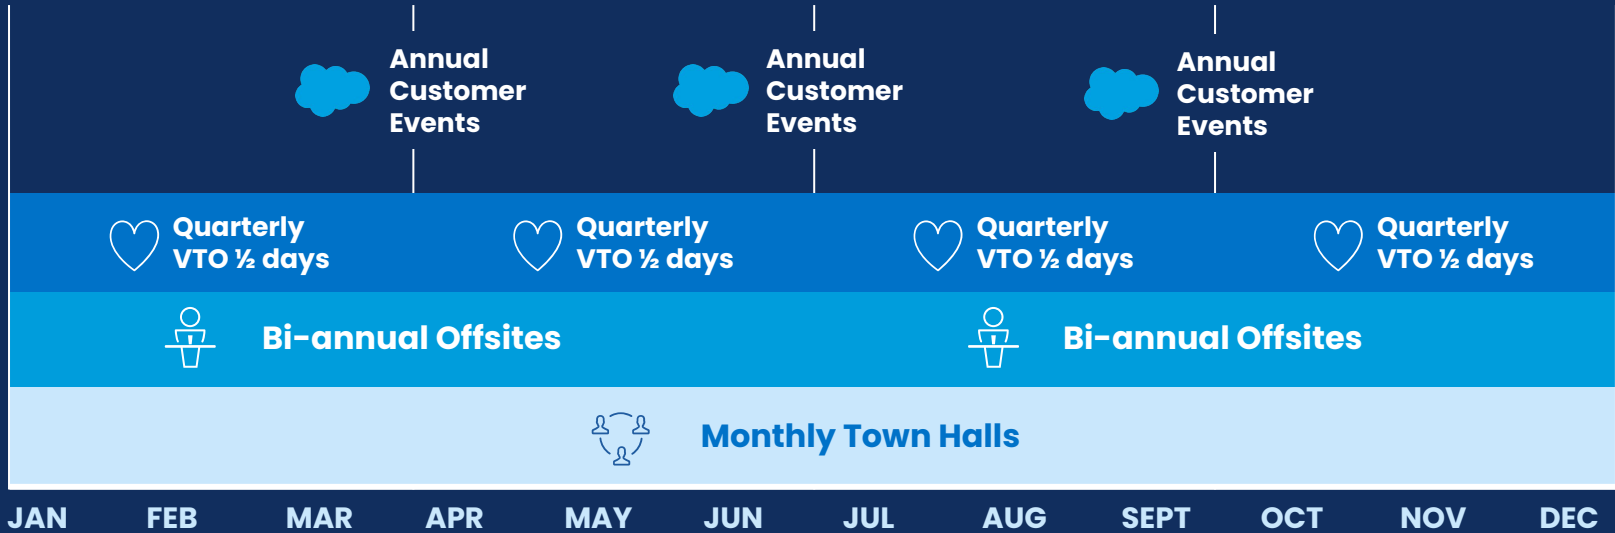 Annual
Customer
Events
Annual
Customer
Events
Annual
Customer
Events
Quarterly
VTO ½ days
Quarterly
VTO ½ days
Quarterly
VTO ½ days
Quarterly
VTO ½ days
Bi-annual Offsites
Bi-annual Offsites
Monthly Town Halls
JAN FEB MAR APR MAY JUN JUL AUG SEPT OCT NOV DEC